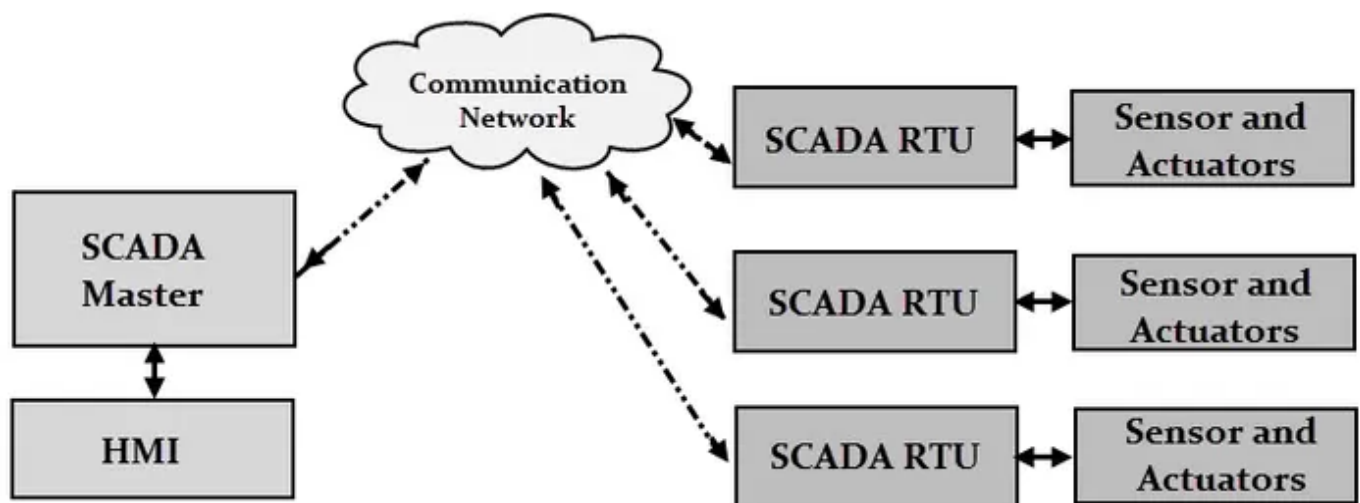 Communication
Network
SCADA RTU
Sensor and
Actuators
SCADA
Master
SCADA RTU
Sensor and
Actuators
HMI
SCADA RTU
Sensor and
Actuators